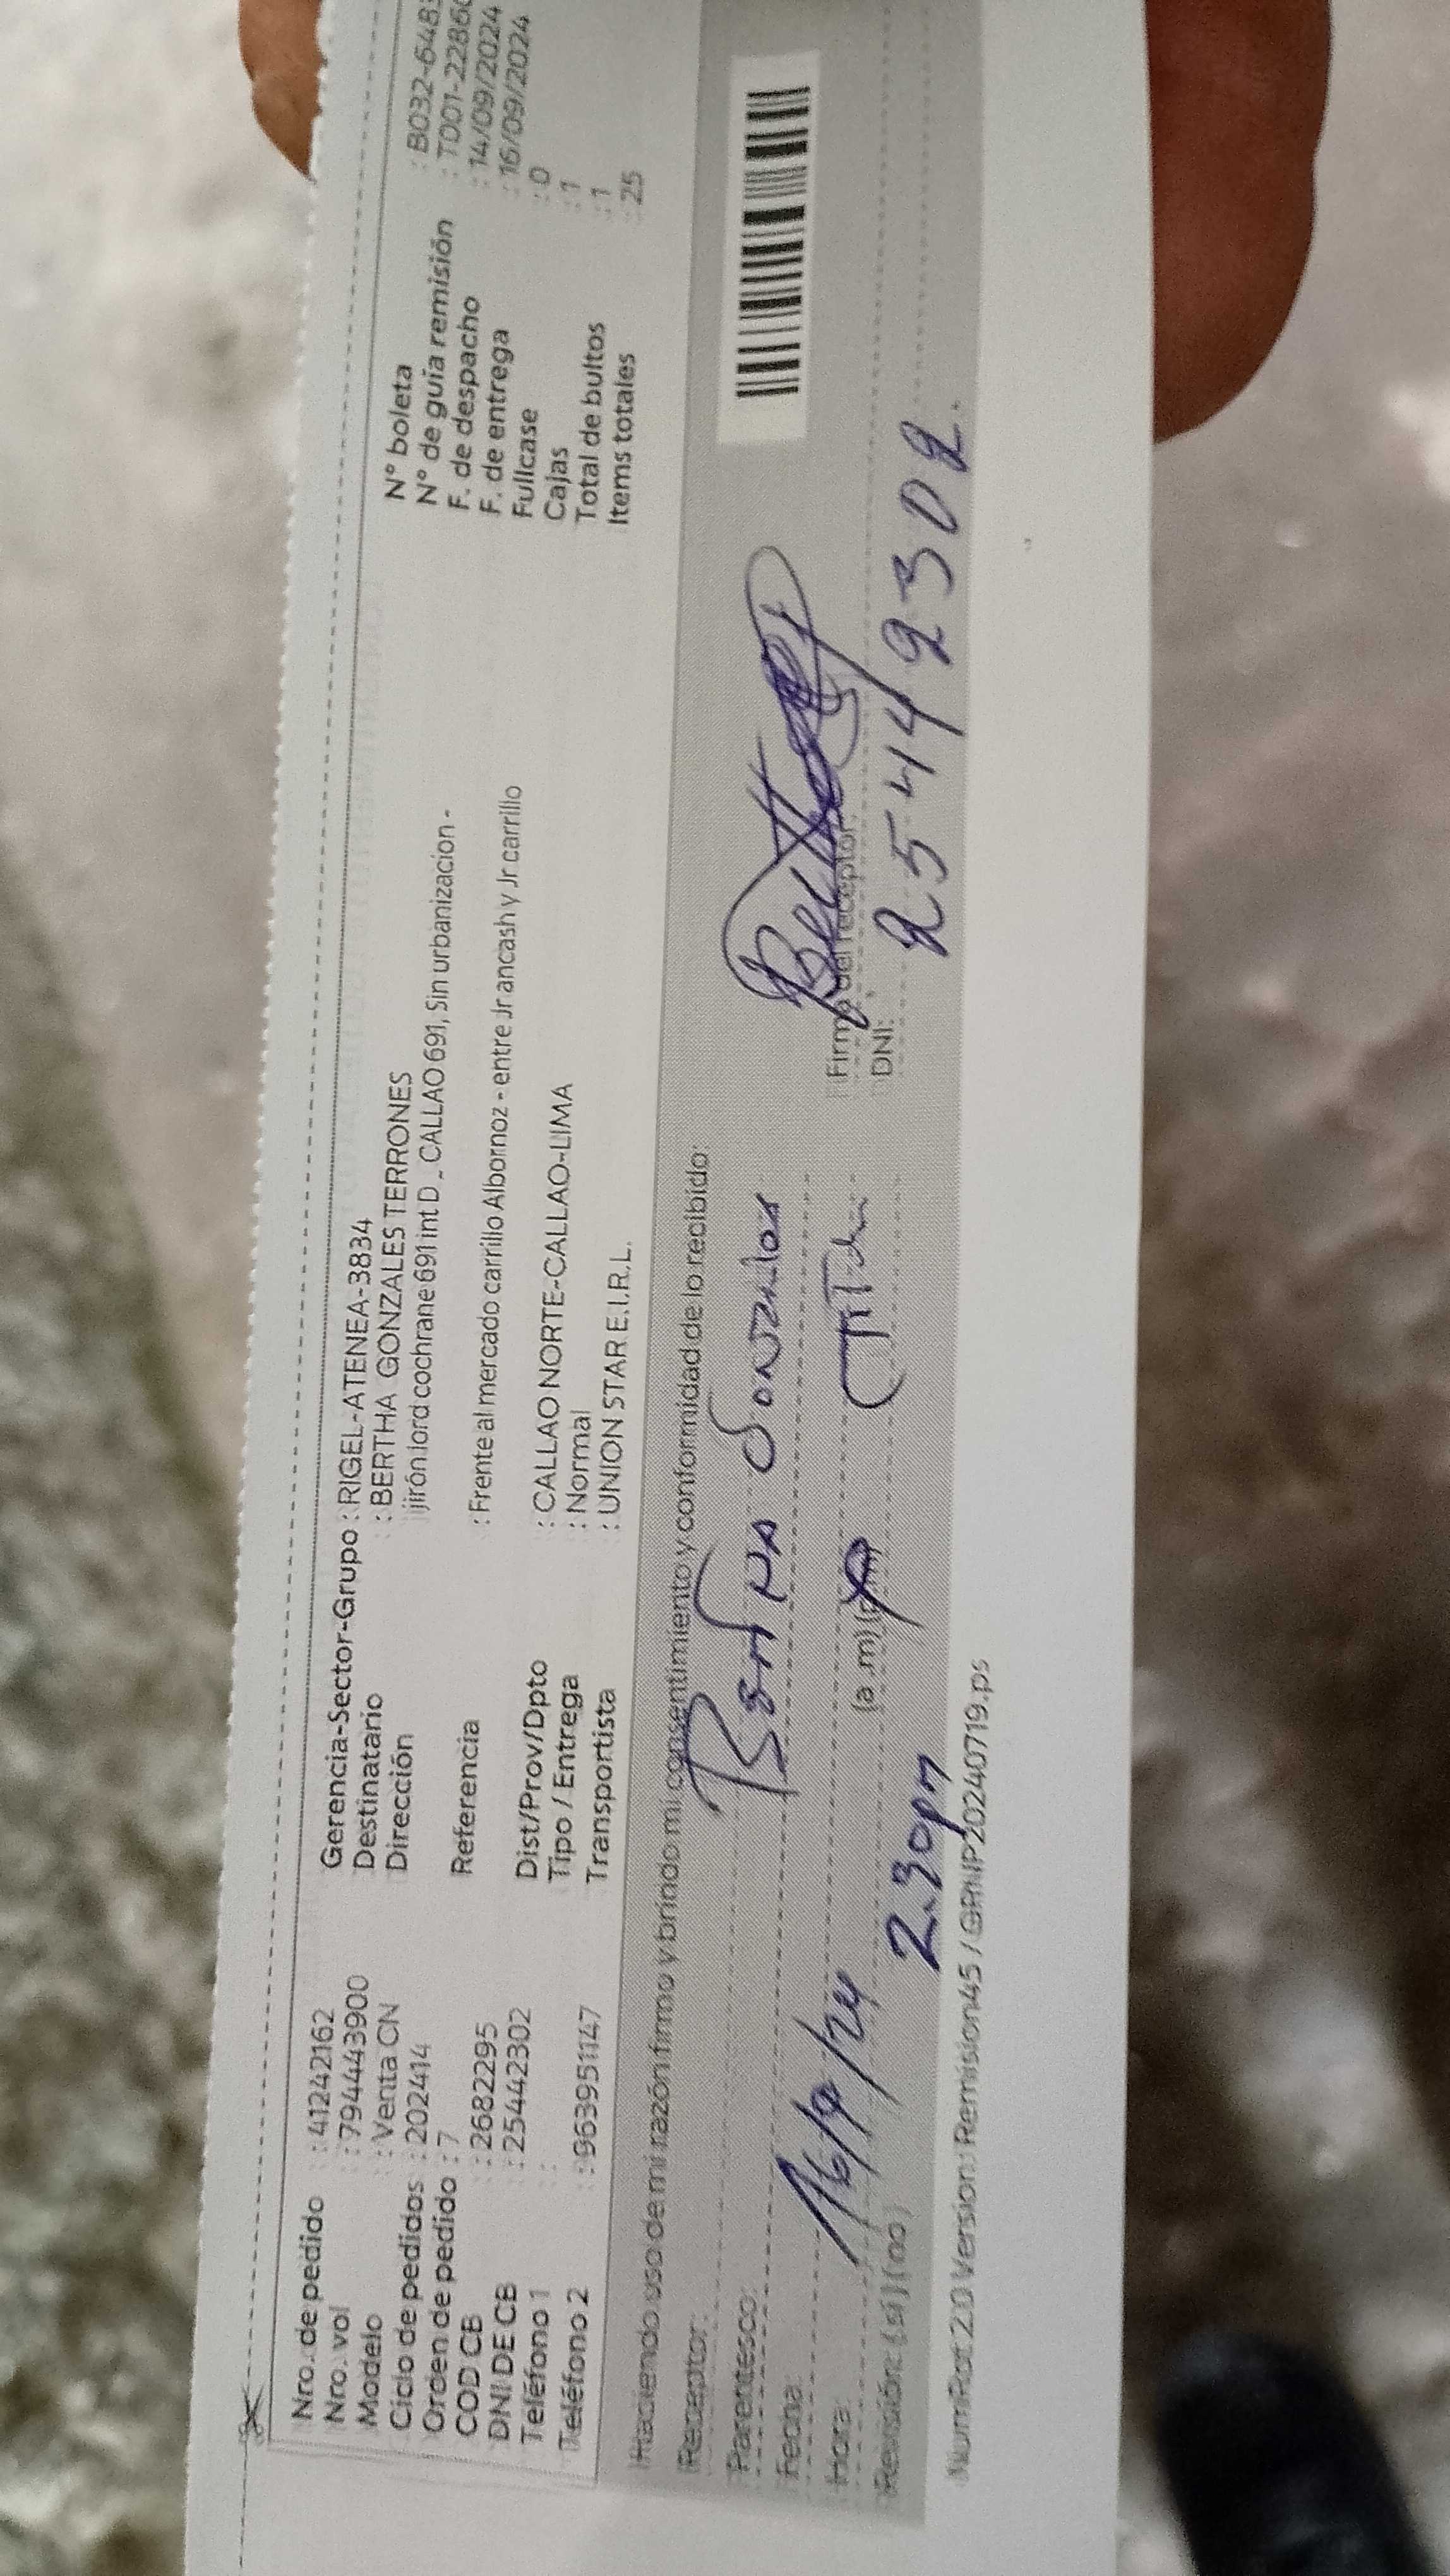 Nro. de pedido : 41242162
Nro. vol : 794443900
Modelo : Venta CN
Ciclo de pedidos : 202414
Orden de pedido : 7
COD CB : 2682295
DNI DE CB : 25442302
Teléfono 1 :
Teléfono 2 : 963951147
Gerencia-Sector-Grupo : RIGEL-ATENEA-3834
Destinatario : BERTHA GONZALES TERRONES
Dirección jirón lord cochrane 691 int D _ CALLAO 691, Sin urbanizacion -
Referencia : Frente al mercado carrillo Albornoz - entre Jr ancash y Jr carrillo
Dist/Prov/Dpto : CALLAO NORTE-CALLAO-LIMA
Tipo / Entrega : Normal
Transportista : UNION STAR E.I.R.L.
N° boleta : B032-648
N° de guía remisión : T001-2286
F. de despacho : 14/09/2024
F. de entrega : 16/09/2024
Fullcase : 0
Cajas : 1
Total de bultos : 1
Items totales : 25
Haciendo uso de mi razón firmo y brindo mi consentimiento y conformidad de lo recibido:
Receptor:
Parentesco:
Fecha: 16/9/24
Hora: (a .m) 2.30pm
Revisión: (si) (no)
Firma del receptor:
DNI: 25442302.
NumPat 2.0 Version: Remision45 / GRNIP20240719.ps